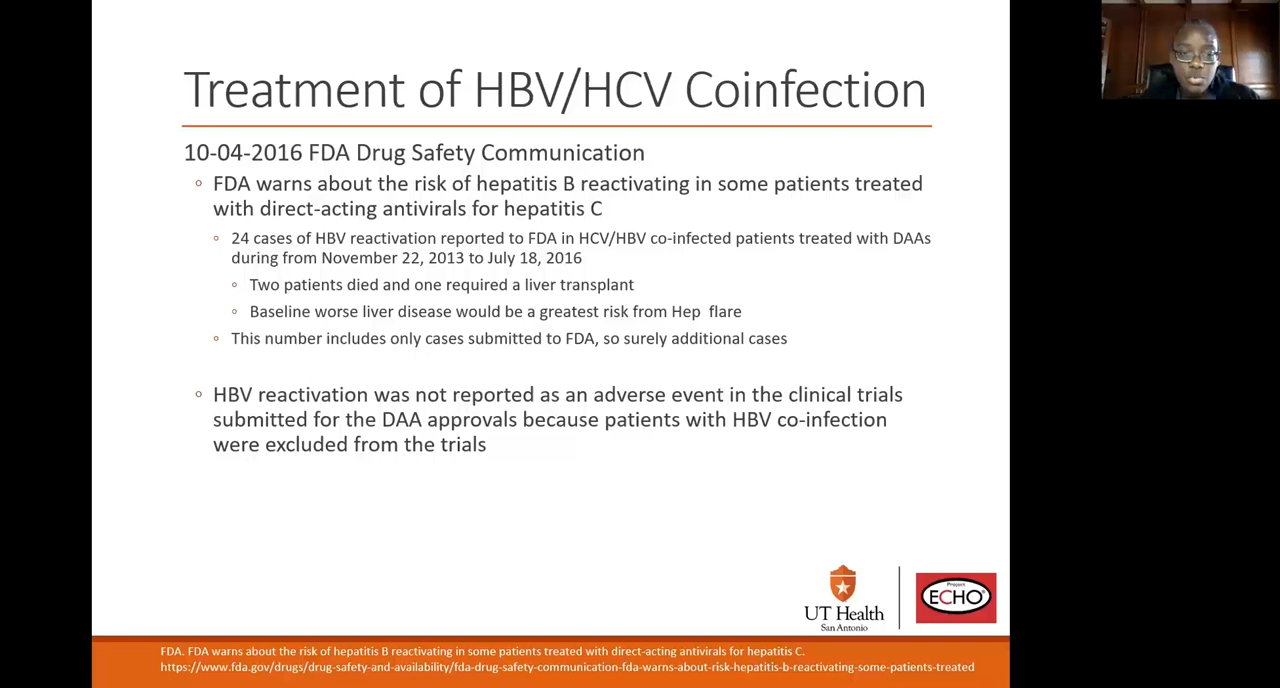 Treatment of HBV/HCV Coinfection
10-04-2016 FDA Drug Safety Communication
◦ FDA warns about the risk of hepatitis B reactivating in some patients treated
with direct-acting antivirals for hepatitis C
◦ 24 cases of HBV reactivation reported to FDA in HCV/HBV co-infected patients treated with DAAs
during from November 22, 2013 to July 18, 2016
◦ Two patients died and one required a liver transplant
◦ Baseline worse liver disease would be a greatest risk from Hep flare
◦ This number includes only cases submitted to FDA, so surely additional cases
◦ HBV reactivation was not reported as an adverse event in the clinical trials
submitted for the DAA approvals because patients with HBV co-infection
were excluded from the trials
UT Health
San Antonio
Project
ECHO®
FDA. FDA warns about the risk of hepatitis B reactivating in some patients treated with direct-acting antivirals for hepatitis C.
https://www.fda.gov/drugs/drug-safety-and-availability/fda-drug-safety-communication-fda-warns-about-risk-hepatitis-b-reactivating-some-patients-treated